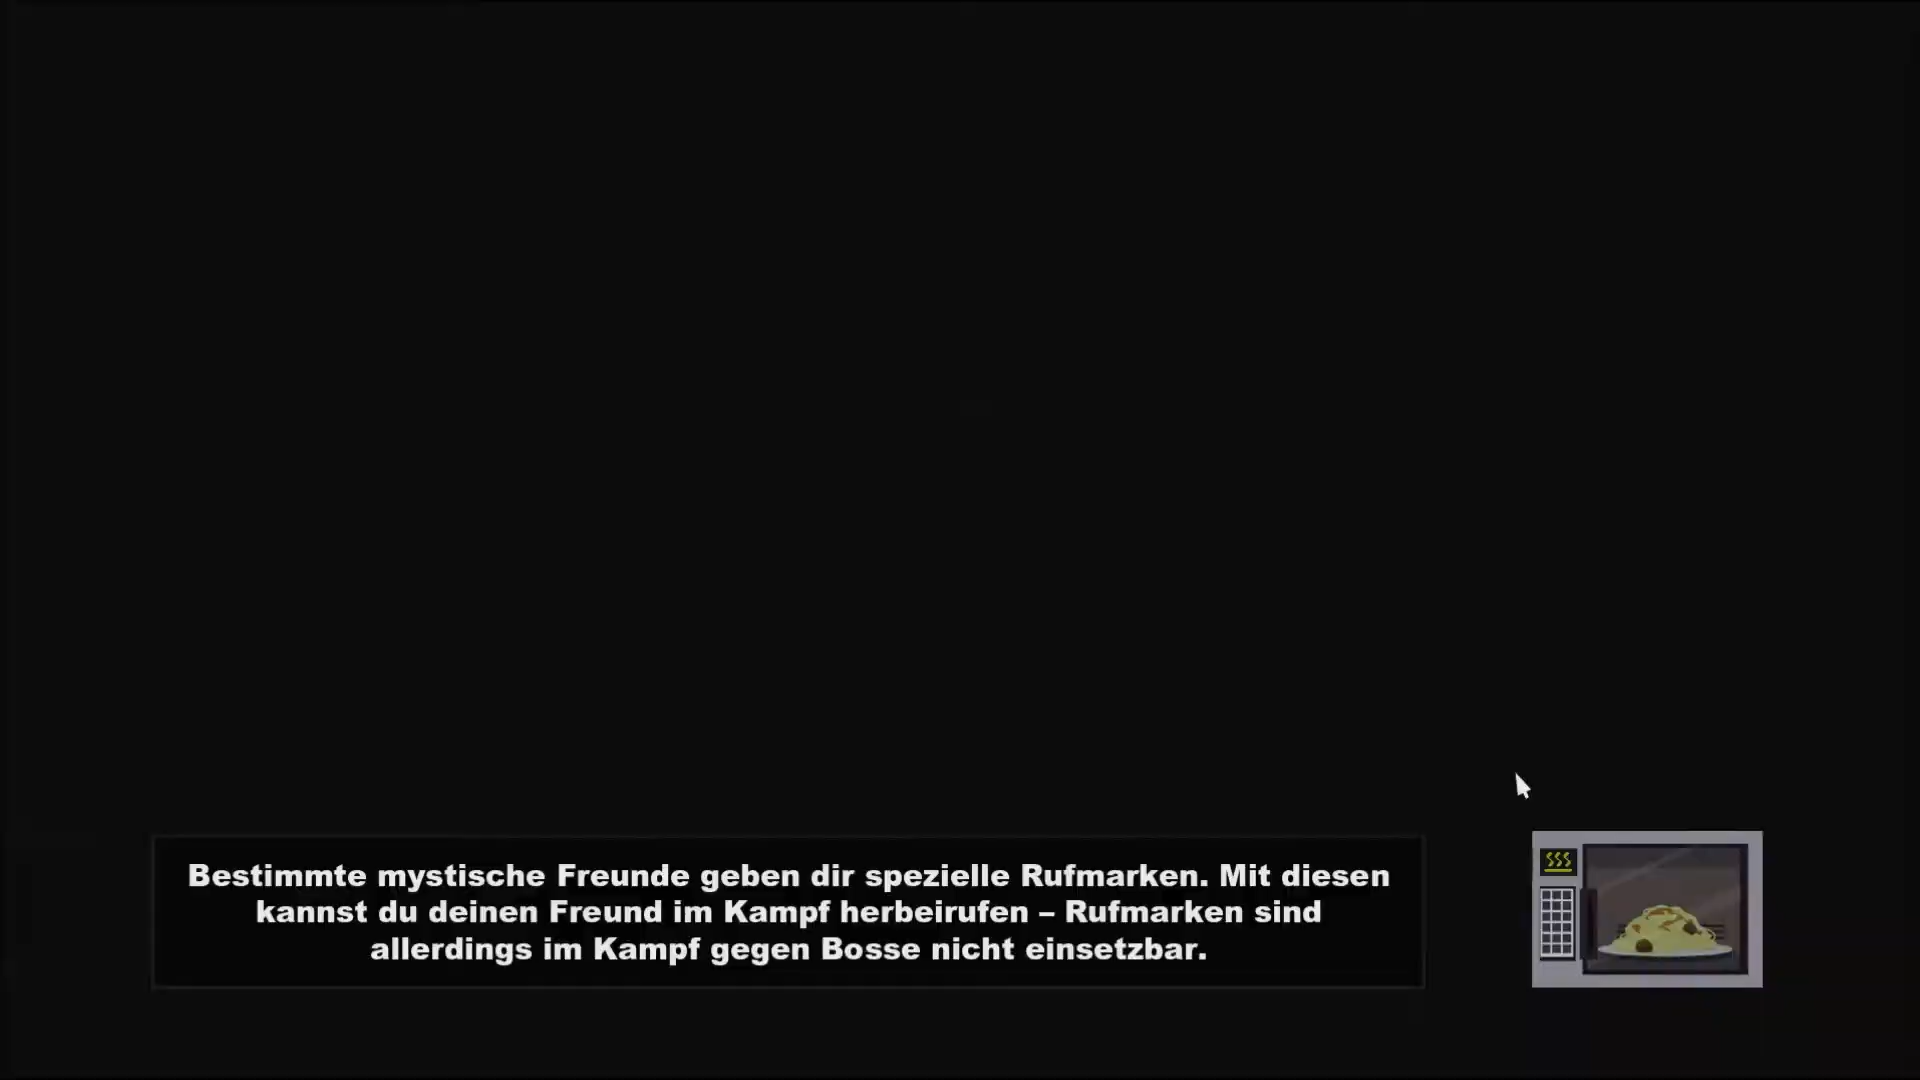 Bestimmte mystische Freunde geben dir spezielle Rufmarken. Mit diesen
kannst du deinen Freund im Kampf herbeirufen – Rufmarken sind
allerdings im Kampf gegen Bosse nicht einsetzbar.